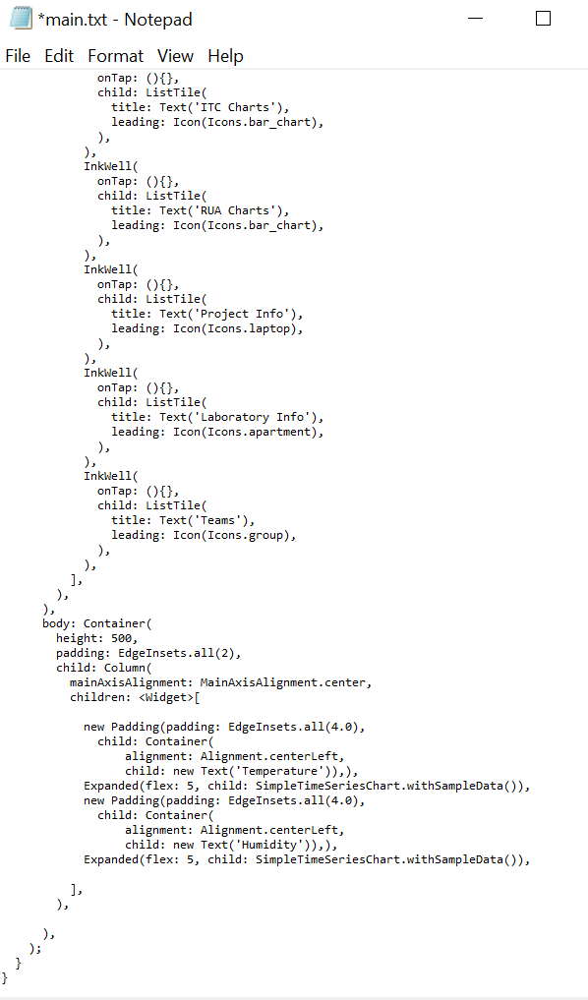 *main.txt - Notepad
File Edit Format View Help
              onTap: (){},
              child: ListTile(
                title: Text('ITC Charts'),
                leading: Icon(Icons.bar_chart),
              ),
            ),
            InkWell(
              onTap: (){},
              child: ListTile(
                title: Text('RUA Charts'),
                leading: Icon(Icons.bar_chart),
              ),
            ),
            InkWell(
              onTap: (){},
              child: ListTile(
                title: Text('Project Info'),
                leading: Icon(Icons.laptop),
              ),
            ),
            InkWell(
              onTap: (){},
              child: ListTile(
                title: Text('Laboratory Info'),
                leading: Icon(Icons.apartment),
              ),
            ),
            InkWell(
              onTap: (){},
              child: ListTile(
                title: Text('Teams'),
                leading: Icon(Icons.group),
              ),
            ),
          ],
        ),
      ),
      body: Container(
        height: 500,
        padding: EdgeInsets.all(2),
        child: Column(
          mainAxisAlignment: MainAxisAlignment.center,
          children: <Widget>[
            new Padding(padding: EdgeInsets.all(4.0),
              child: Container(
                  alignment: Alignment.centerLeft,
                  child: new Text('Temperature')),),
            Expanded(flex: 5, child: SimpleTimeSeriesChart.withSampleData()),
            new Padding(padding: EdgeInsets.all(4.0),
              child: Container(
                  alignment: Alignment.centerLeft,
                  child: new Text('Humidity')),),
            Expanded(flex: 5, child: SimpleTimeSeriesChart.withSampleData()),
          ],
        ),
      ),
    );
  }
}